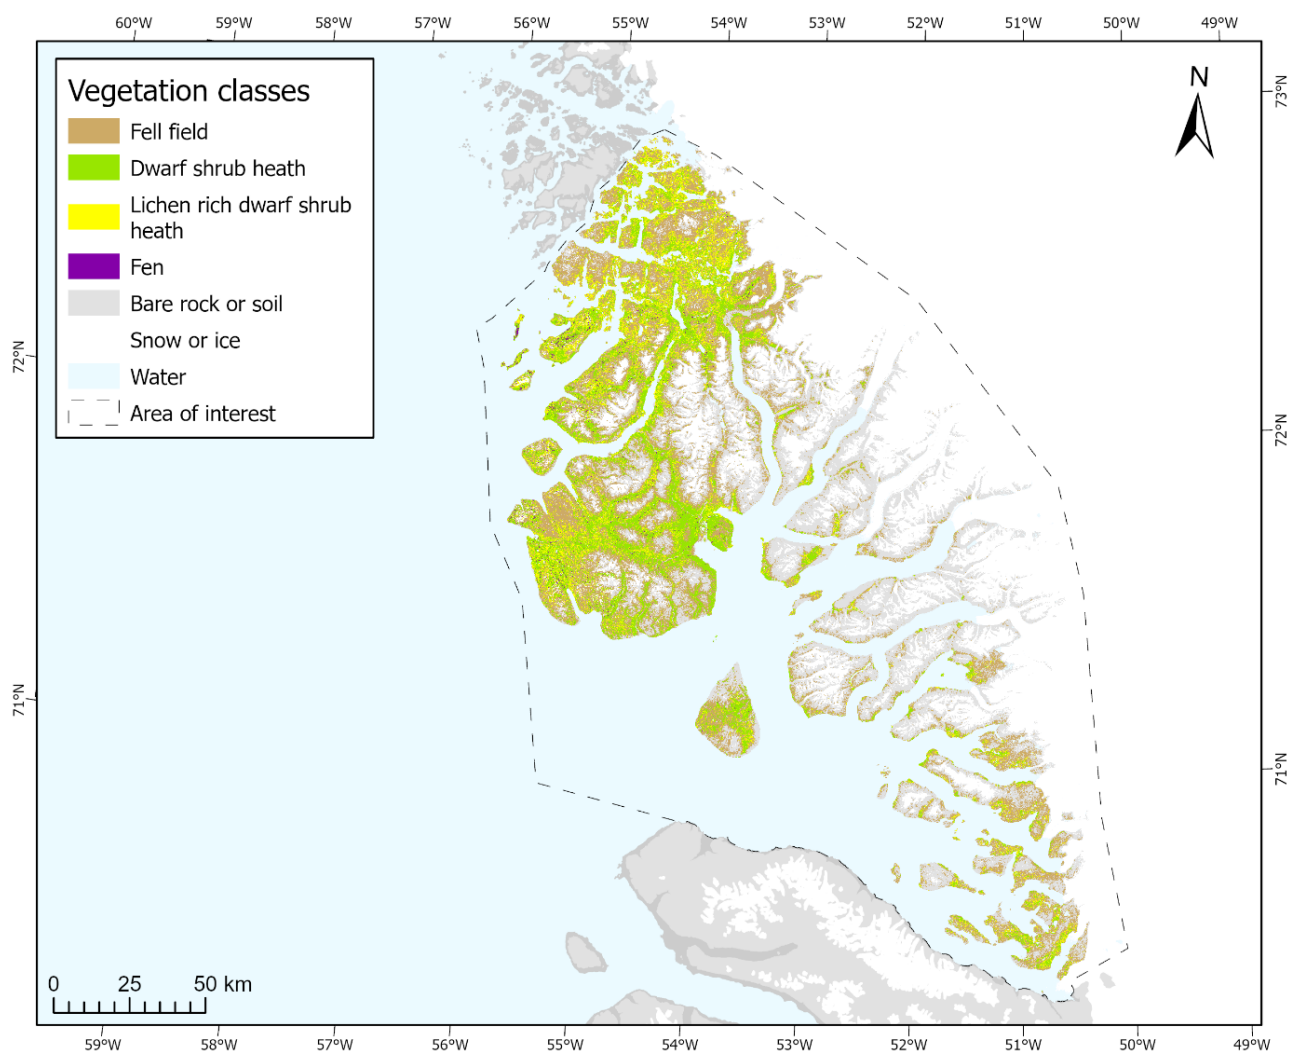 60°W 59°W 58°W 57°W 56°W 55°W 54°W 53°W 52°W 51°W 50°W 49°W
Vegetation classes
Fell field
Dwarf shrub heath
Lichen rich dwarf shrub
heath
Fen
Bare rock or soil
Snow or ice
Water
Area of interest
N
73°N
72°N
72°N
71°N
71°N
0 25 50 km
59°W 58°W 57°W 56°W 55°W 54°W 53°W 52°W 51°W 50°W 49°W